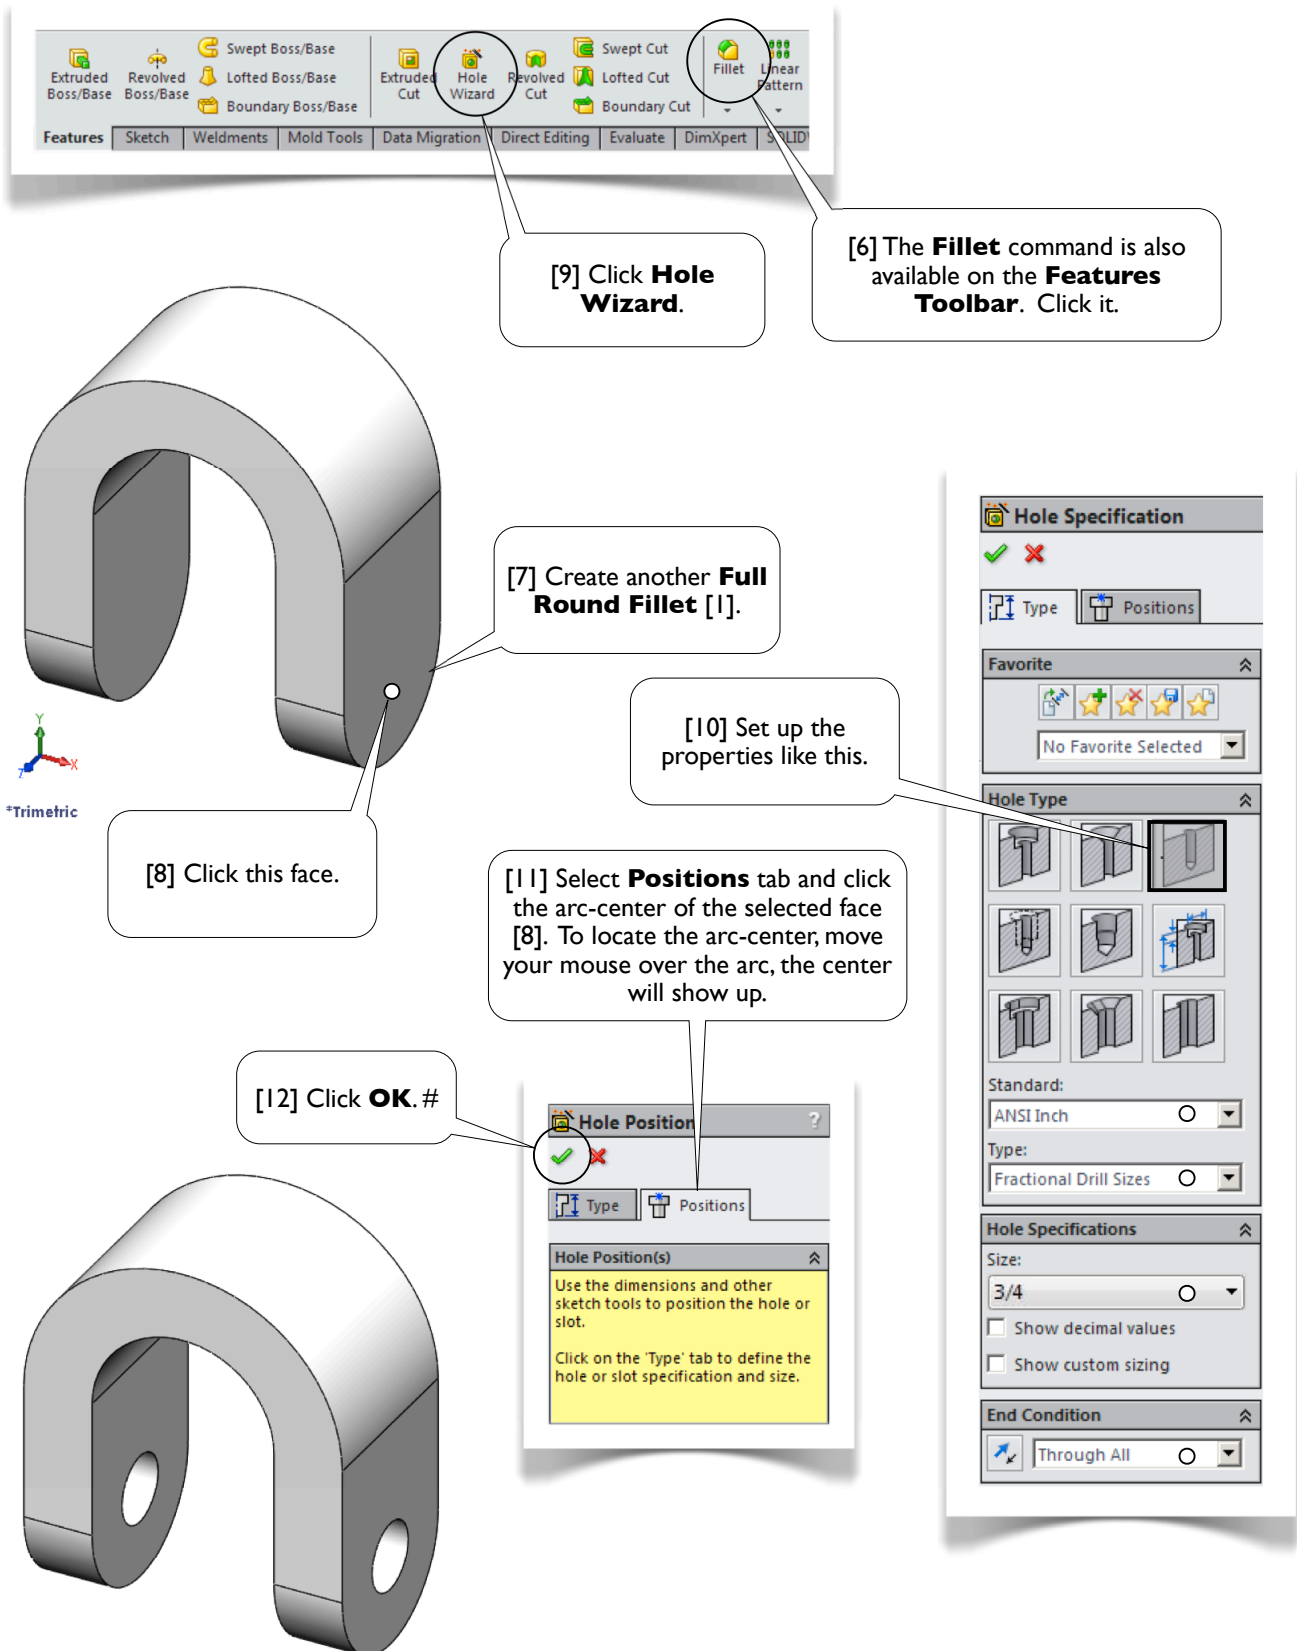 Extruded Boss/Base
Revolved Boss/Base
Swept Boss/Base
Lofted Boss/Base
Boundary Boss/Base
Extruded Cut
Hole Wizard
Revolved Cut
Swept Cut
Lofted Cut
Boundary Cut
Fillet
Linear Pattern
Features Sketch Weldments Mold Tools Data Migration Direct Editing Evaluate DimXpert
[9] Click Hole
Wizard.
[6] The Fillet command is also
available on the Features
Toolbar. Click it.
[7] Create another Full
Round Fillet [1].
Y
X
Z
*Trimetric
[8] Click this face.
[10] Set up the
properties like this.
[11] Select Positions tab and click
the arc-center of the selected face
[8]. To locate the arc-center, move
your mouse over the arc, the center
will show up.
[12] Click OK. #
Hole Position ?
Type Positions
Hole Position(s)
Use the dimensions and other
sketch tools to position the hole or
slot.
Click on the 'Type' tab to define the
hole or slot specification and size.
Hole Specification
Type Positions
Favorite
No Favorite Selected
Hole Type
Standard:
ANSI Inch
Type:
Fractional Drill Sizes
Hole Specifications
Size:
3/4
Show decimal values
Show custom sizing
End Condition
Through All